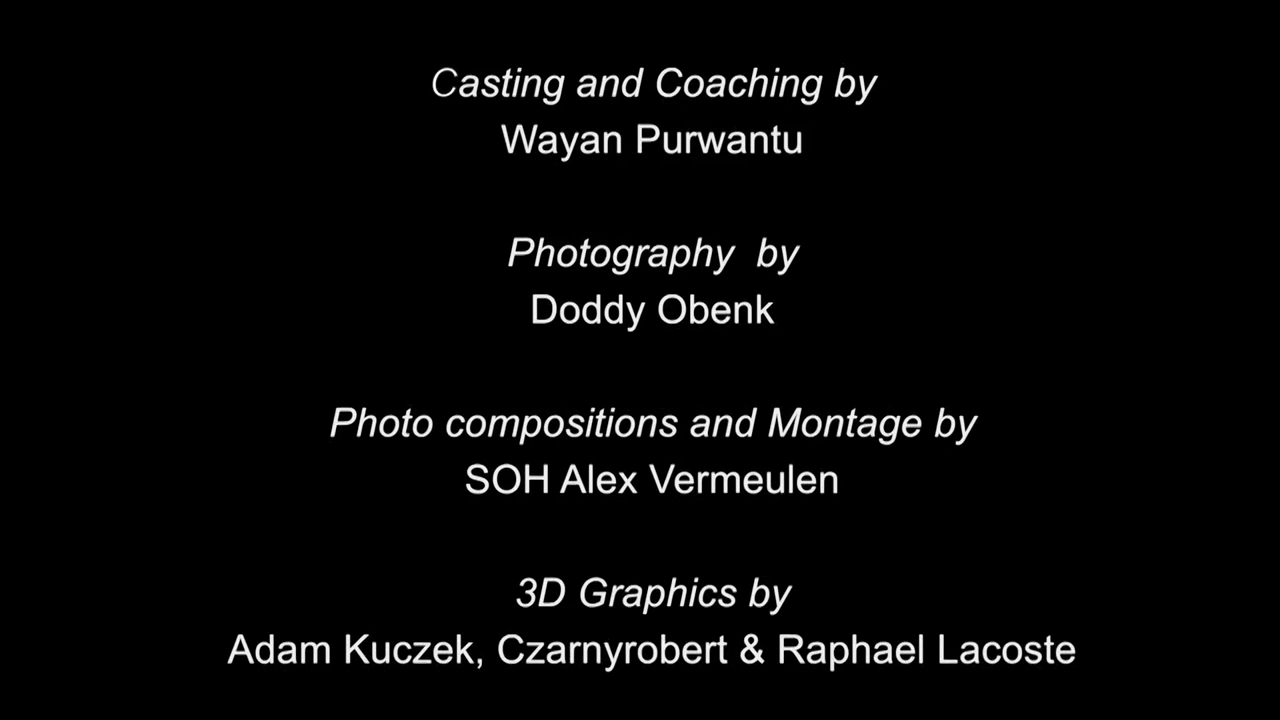 Casting and Coaching by
Wayan Purwantu
Photography by
Doddy Obenk
Photo compositions and Montage by
SOH Alex Vermeulen
3D Graphics by
Adam Kuczek, Czarnyrobert & Raphael Lacoste